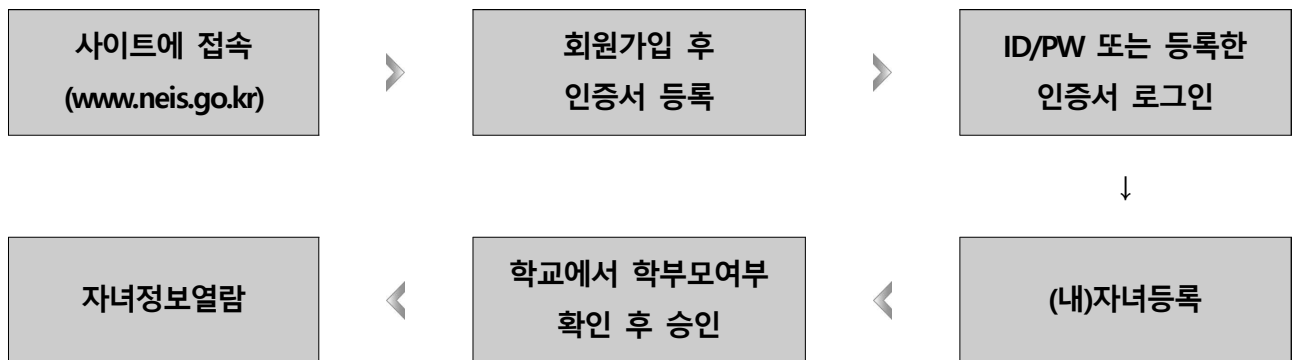 사이트에 접속
(www.neis.go.kr)
회원가입 후
인증서 등록
ID/PW 또는 등록한
인증서 로그인
↓
(내)자녀등록
학교에서 학부모여부
확인 후 승인
자녀정보열람